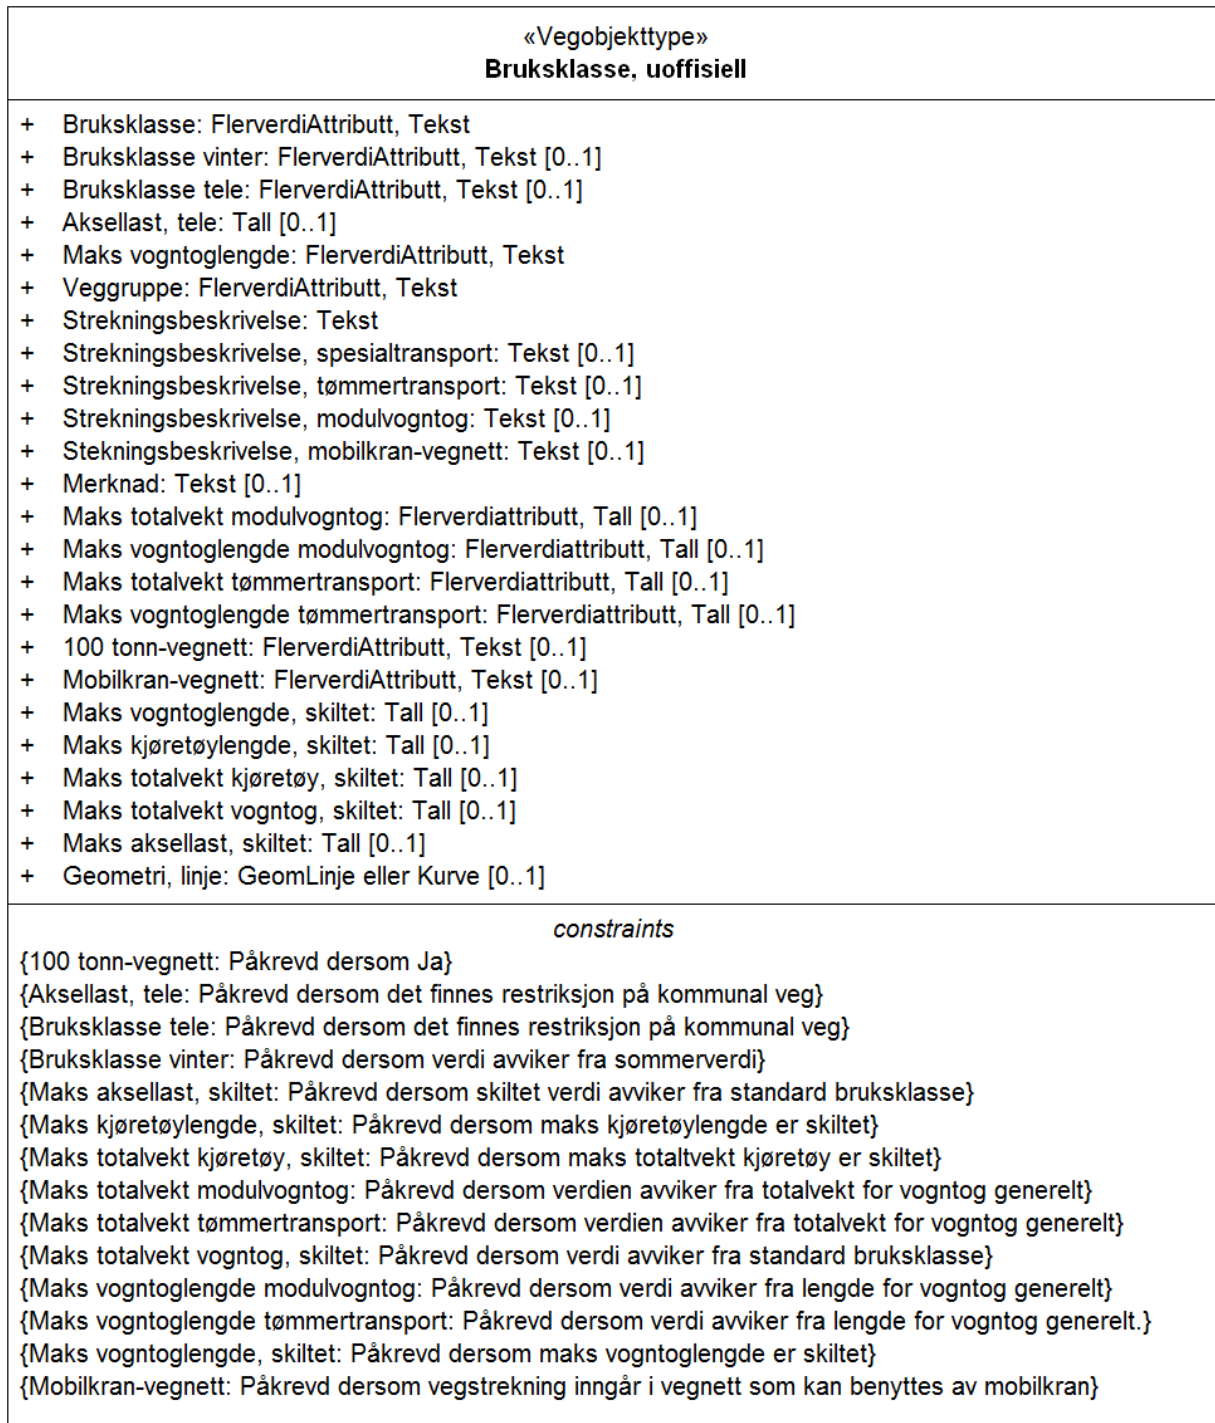 «Vegobjekttype»
Bruksklasse, uoffisiell
+ Bruksklasse: FlerverdiAttributt, Tekst
+ Bruksklasse vinter: FlerverdiAttributt, Tekst [0..1]
+ Bruksklasse tele: FlerverdiAttributt, Tekst [0..1]
+ Aksellast, tele: Tall [0..1]
+ Maks vogntoglengde: FlerverdiAttributt, Tekst
+ Veggruppe: FlerverdiAttributt, Tekst
+ Strekningsbeskrivelse: Tekst
+ Strekningsbeskrivelse, spesialtransport: Tekst [0..1]
+ Strekningsbeskrivelse, tømmertransport: Tekst [0..1]
+ Strekningsbeskrivelse, modulvogntog: Tekst [0..1]
+ Stekningsbeskrivelse, mobilkran-vegnett: Tekst [0..1]
+ Merknad: Tekst [0..1]
+ Maks totalvekt modulvogntog: Flerverdiattributt, Tall [0..1]
+ Maks vogntoglengde modulvogntog: Flerverdiattributt, Tall [0..1]
+ Maks totalvekt tømmertransport: Flerverdiattributt, Tall [0..1]
+ Maks vogntoglengde tømmertransport: Flerverdiattributt, Tall [0..1]
+ 100 tonn-vegnett: FlerverdiAttributt, Tekst [0..1]
+ Mobilkran-vegnett: FlerverdiAttributt, Tekst [0..1]
+ Maks vogntoglengde, skiltet: Tall [0..1]
+ Maks kjøretøylengde, skiltet: Tall [0..1]
+ Maks totalvekt kjøretøy, skiltet: Tall [0..1]
+ Maks totalvekt vogntog, skiltet: Tall [0..1]
+ Maks aksellast, skiltet: Tall [0..1]
+ Geometri, linje: GeomLinje eller Kurve [0..1]
constraints
{100 tonn-vegnett: Påkrevd dersom Ja}
{Aksellast, tele: Påkrevd dersom det finnes restriksjon på kommunal veg}
{Bruksklasse tele: Påkrevd dersom det finnes restriksjon på kommunal veg}
{Bruksklasse vinter: Påkrevd dersom verdi avviker fra sommerverdi}
{Maks aksellast, skiltet: Påkrevd dersom skiltet verdi avviker fra standard bruksklasse}
{Maks kjøretøylengde, skiltet: Påkrevd dersom maks kjøretøylengde er skiltet}
{Maks totalvekt kjøretøy, skiltet: Påkrevd dersom maks totaltvekt kjøretøy er skiltet}
{Maks totalvekt modulvogntog: Påkrevd dersom verdien avviker fra totalvekt for vogntog generelt}
{Maks totalvekt tømmertransport: Påkrevd dersom verdien avviker fra totalvekt for vogntog generelt}
{Maks totalvekt vogntog, skiltet: Påkrevd dersom verdi avviker fra standard bruksklasse}
{Maks vogntoglengde modulvogntog: Påkrevd dersom verdi avviker fra lengde for vogntog generelt}
{Maks vogntoglengde tømmertransport: Påkrevd dersom verdi avviker fra lengde for vogntog generelt.}
{Maks vogntoglengde, skiltet: Påkrevd dersom maks vogntoglengde er skiltet}
{Mobilkran-vegnett: Påkrevd dersom vegstrekning inngår i vegnett som kan benyttes av mobilkran}